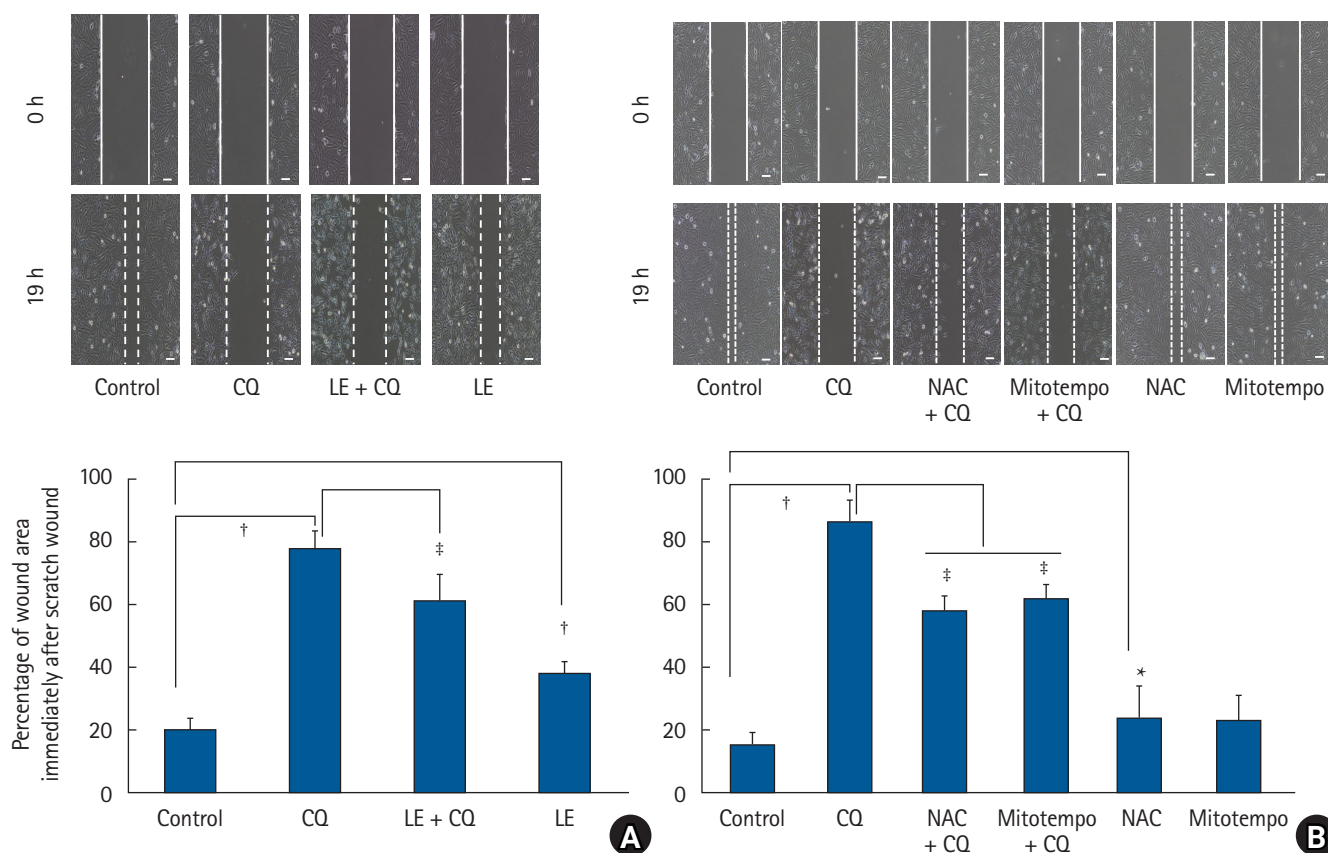 0 h
19 h
Control CQ LE + CQ LE
Percentage of wound area
immediately after scratch wound
100
80
60
40
20
0
†
‡
†
Control CQ LE + CQ LE
A
0 h
19 h
Control CQ NAC Mitotempo NAC Mitotempo
+ CQ + CQ
100
80
60
40
20
0
†
‡ ‡
*
Control CQ NAC Mitotempo NAC Mitotempo
+ CQ + CQ
B